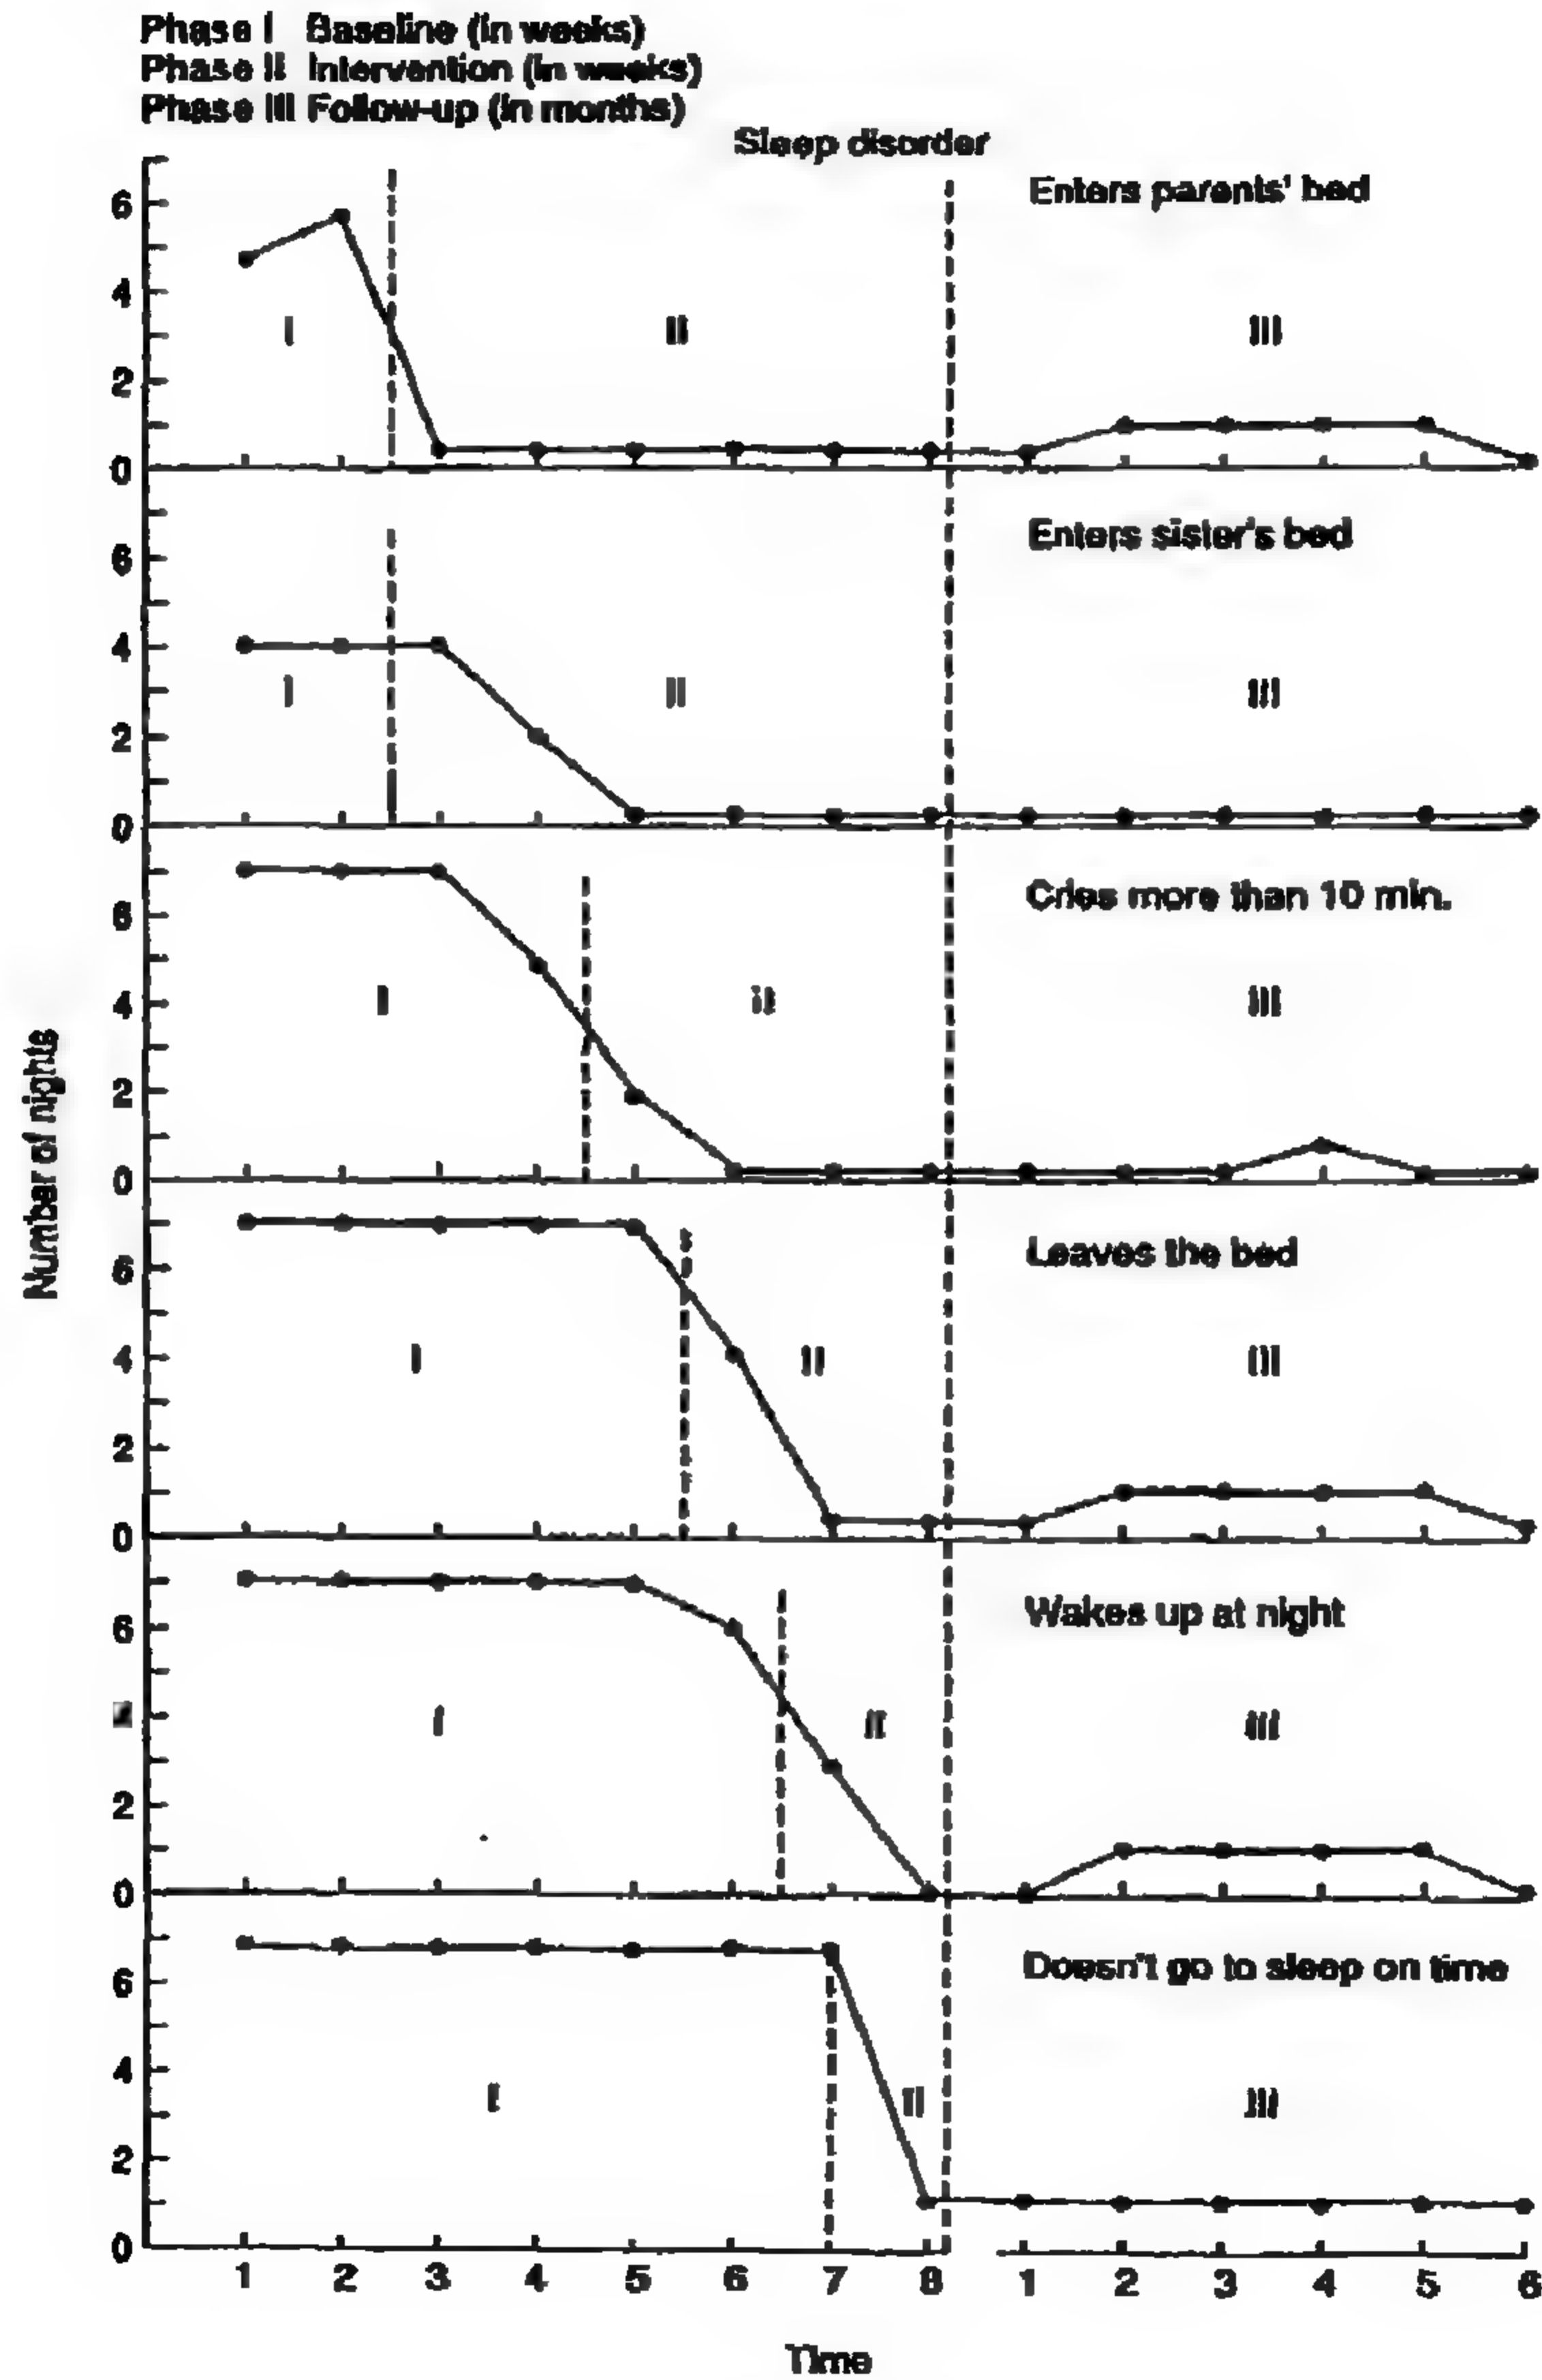 Phase I Baseline (in weeks)
Phase II Intervention (in weeks)
Phase III Follow-up (in months)
Sleep disorder
Enters parents' bed
6
4
2
0
I II III
Enters sister's bed
6
4
2
0
I II III
Cries more than 10 min.
6
4
2
0
I II III
Number of nights
Leaves the bed
6
4
2
0
I II III
Wakes up at night
6
2
0
I II III
Doesn't go to sleep on time
6
4
2
0
I II III
1 2 3 4 5 6 7 8 1 2 3 4 5 6
Time